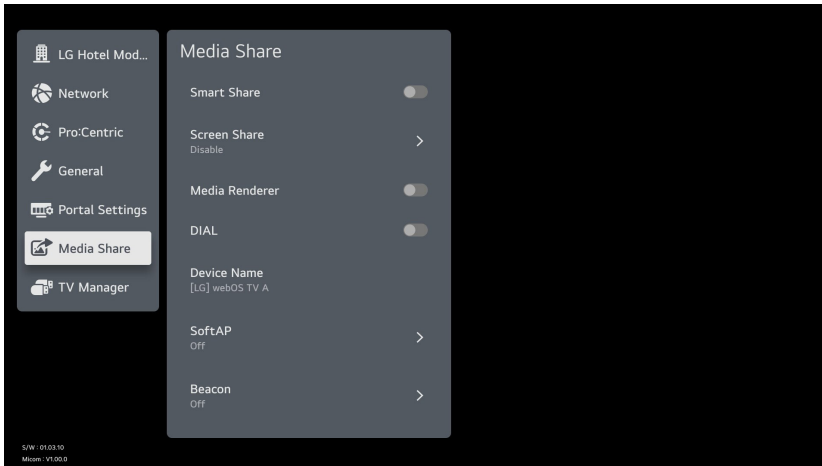 LG Hotel Mod...
Network
Pro:Centric
General
Portal Settings
Media Share
TV Manager
Media Share
Smart Share
Screen Share
Disable
Media Renderer
DIAL
Device Name
[LG] webOS TV A
SoftAP
Off
Beacon
Off
S/W : 01.03.10
Micom : V1.00.0